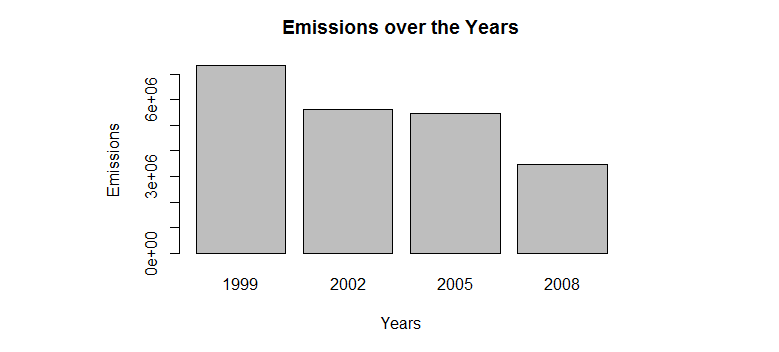 Emissions over the Years
Emissions
6e+06
3e+06
0e+00
1999 2002 2005 2008
Years